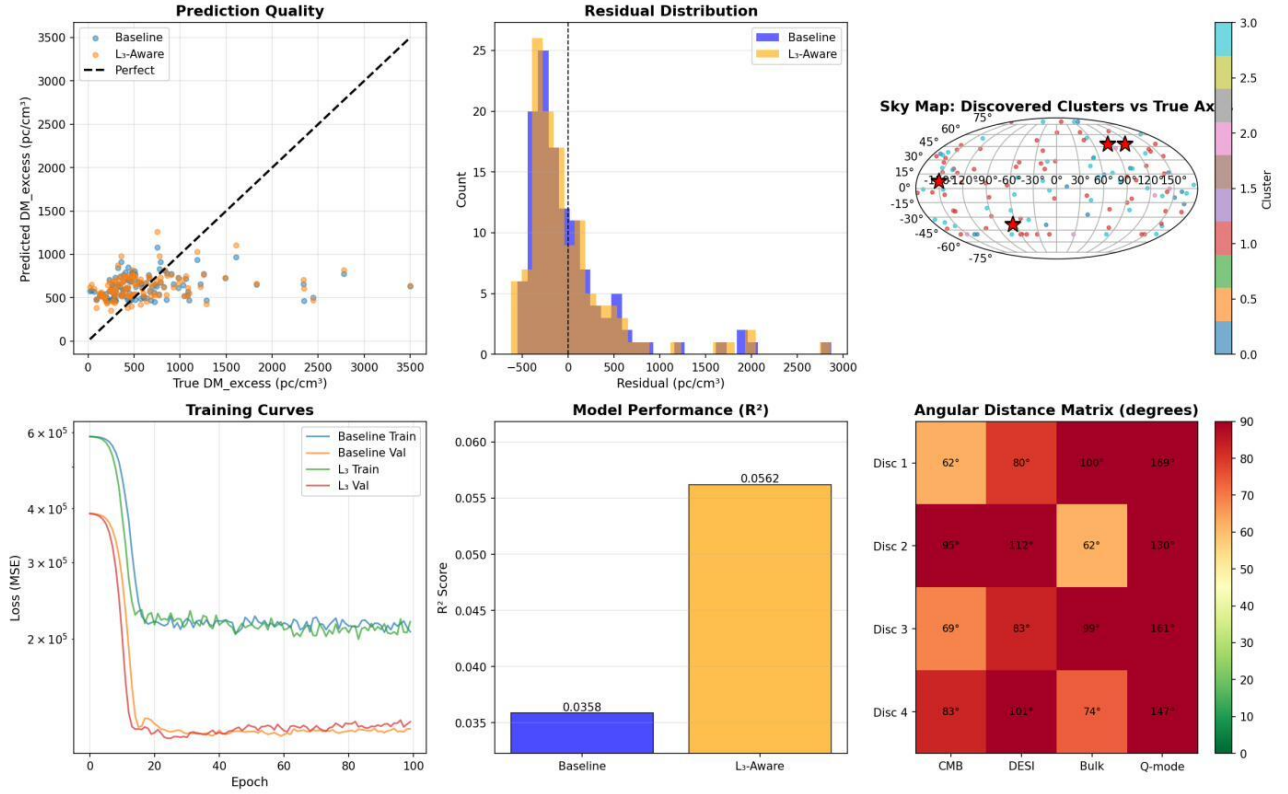 Prediction Quality
Baseline
L₃-Aware
Perfect
Predicted DM_excess (pc/cm³)
3500
3000
2500
2000
1500
1000
500
0
0 500 1000 1500 2000 2500 3000 3500
True DM_excess (pc/cm³)
Residual Distribution
Baseline
L₃-Aware
Count
25
20
15
10
5
0
−500 0 500 1000 1500 2000 2500 3000
Residual (pc/cm³)
Sky Map: Discovered Clusters vs True Ax
75°
60°
45°
30°
15°
0°
-15°
-30°
-45°
-60°
-75°
-120° -90° -60° -30° 0° 30° 60° 90° 120° 150°
3.0
2.5
2.0
1.5
1.0
0.5
0.0
Cluster
Training Curves
Baseline Train
Baseline Val
L₃ Train
L₃ Val
Loss (MSE)
6 × 10⁵
4 × 10⁵
3 × 10⁵
2 × 10⁵
0 20 40 60 80 100
Epoch
Model Performance (R²)
R² Score
0.060
0.055
0.050
0.045
0.040
0.035
0.0358
0.0562
Baseline L₃-Aware
Angular Distance Matrix (degrees)
Disc 1 62° 80° 100° 169°
Disc 2 95° 112° 62° 130°
Disc 3 69° 83° 99° 161°
Disc 4 83° 101° 74° 147°
CMB DESI Bulk Q-mode
90
80
70
60
50
40
30
20
10
0